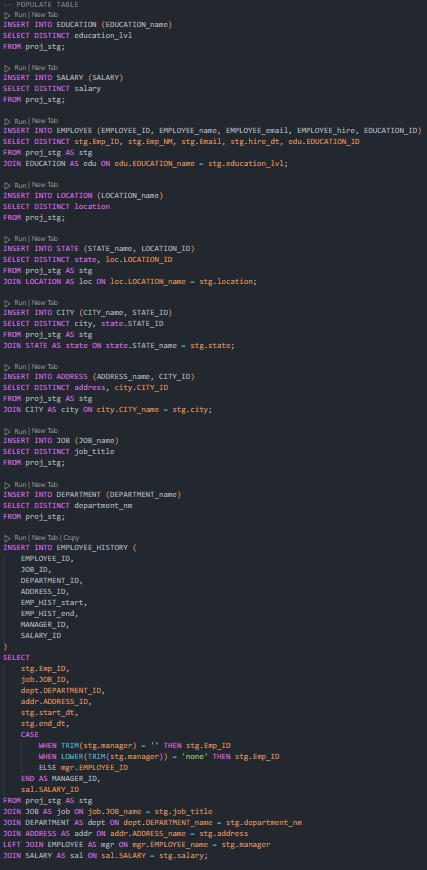 -- POPULATE TABLE
Run | New Tab
INSERT INTO EDUCATION (EDUCATION_name)
SELECT DISTINCT education_lvl
FROM proj_stg;
Run | New Tab
INSERT INTO SALARY (SALARY)
SELECT DISTINCT salary
FROM proj_stg;
Run | New Tab
INSERT INTO EMPLOYEE (EMPLOYEE_ID, EMPLOYEE_name, EMPLOYEE_email, EMPLOYEE_hire, EDUCATION_ID)
SELECT DISTINCT stg.Emp_ID, stg.Emp_NM, stg.Email, stg.hire_dt, edu.EDUCATION_ID
FROM proj_stg AS stg
JOIN EDUCATION AS edu ON edu.EDUCATION_name = stg.education_lvl;
Run | New Tab
INSERT INTO LOCATION (LOCATION_name)
SELECT DISTINCT location
FROM proj_stg;
Run | New Tab
INSERT INTO STATE (STATE_name, LOCATION_ID)
SELECT DISTINCT state, loc.LOCATION_ID
FROM proj_stg AS stg
JOIN LOCATION AS loc ON loc.LOCATION_name = stg.location;
Run | New Tab
INSERT INTO CITY (CITY_name, STATE_ID)
SELECT DISTINCT city, state.STATE_ID
FROM proj_stg AS stg
JOIN STATE AS state ON state.STATE_name = stg.state;
Run | New Tab
INSERT INTO ADDRESS (ADDRESS_name, CITY_ID)
SELECT DISTINCT address, city.CITY_ID
FROM proj_stg AS stg
JOIN CITY AS city ON city.CITY_name = stg.city;
Run | New Tab
INSERT INTO JOB (JOB_name)
SELECT DISTINCT job_title
FROM proj_stg;
Run | New Tab
INSERT INTO DEPARTMENT (DEPARTMENT_name)
SELECT DISTINCT department_nm
FROM proj_stg;
Run | New Tab | Copy
INSERT INTO EMPLOYEE_HISTORY (
EMPLOYEE_ID,
JOB_ID,
DEPARTMENT_ID,
ADDRESS_ID,
EMP_HIST_start,
EMP_HIST_end,
MANAGER_ID,
SALARY_ID
)
SELECT
stg.Emp_ID,
job.JOB_ID,
dept.DEPARTMENT_ID,
addr.ADDRESS_ID,
stg.start_dt,
stg.end_dt,
CASE
WHEN TRIM(stg.manager) = '' THEN stg.Emp_ID
WHEN LOWER(TRIM(stg.manager)) = 'none' THEN stg.Emp_ID
ELSE mgr.EMPLOYEE_ID
END AS MANAGER_ID,
sal.SALARY_ID
FROM proj_stg AS stg
JOIN JOB AS job ON job.JOB_name = stg.job_title
JOIN DEPARTMENT AS dept ON dept.DEPARTMENT_name = stg.department_nm
JOIN ADDRESS AS addr ON addr.ADDRESS_name = stg.address
LEFT JOIN EMPLOYEE AS mgr ON mgr.EMPLOYEE_name = stg.manager
JOIN SALARY AS sal ON sal.SALARY = stg.salary;